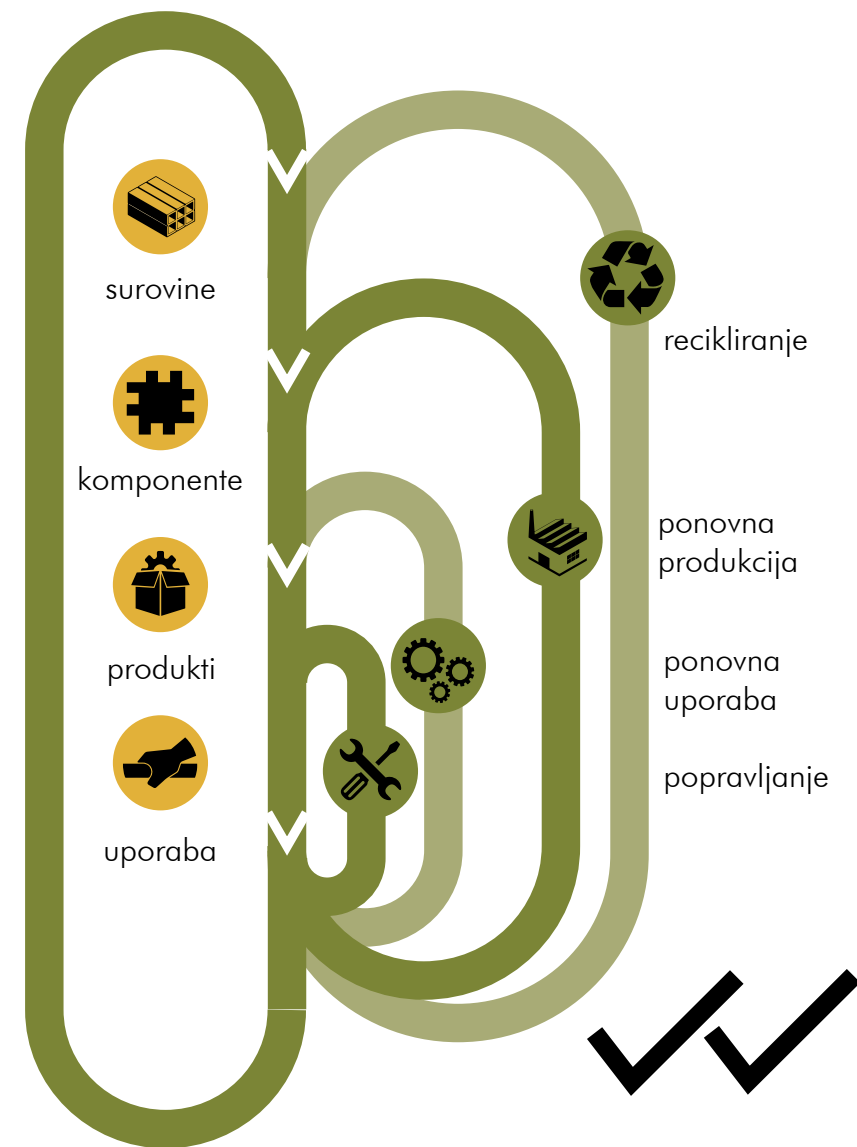 surovine
komponente
produkti
uporaba
recikliranje
ponovna
produkcija
ponovna
uporaba
popravljanje